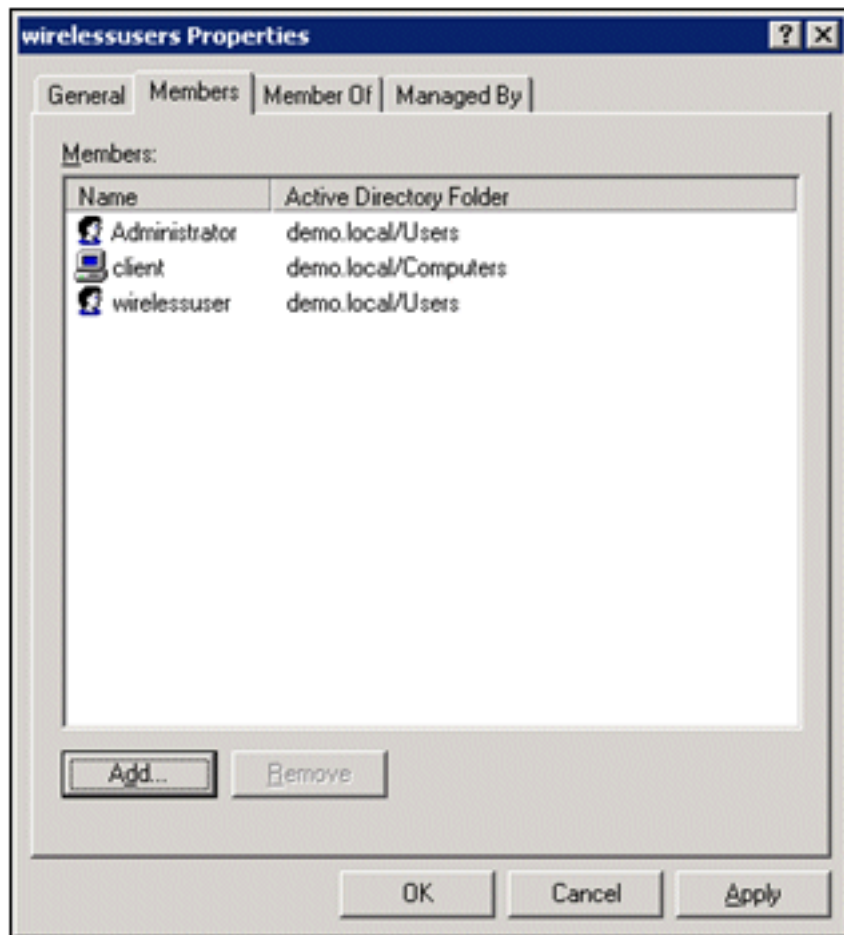 wirelessusers Properties
General Members Member Of Managed By
Members:
Name Active Directory Folder
Administrator demo.local/Users
client demo.local/Computers
wirelessuser demo.local/Users
Add... Remove
OK Cancel Apply